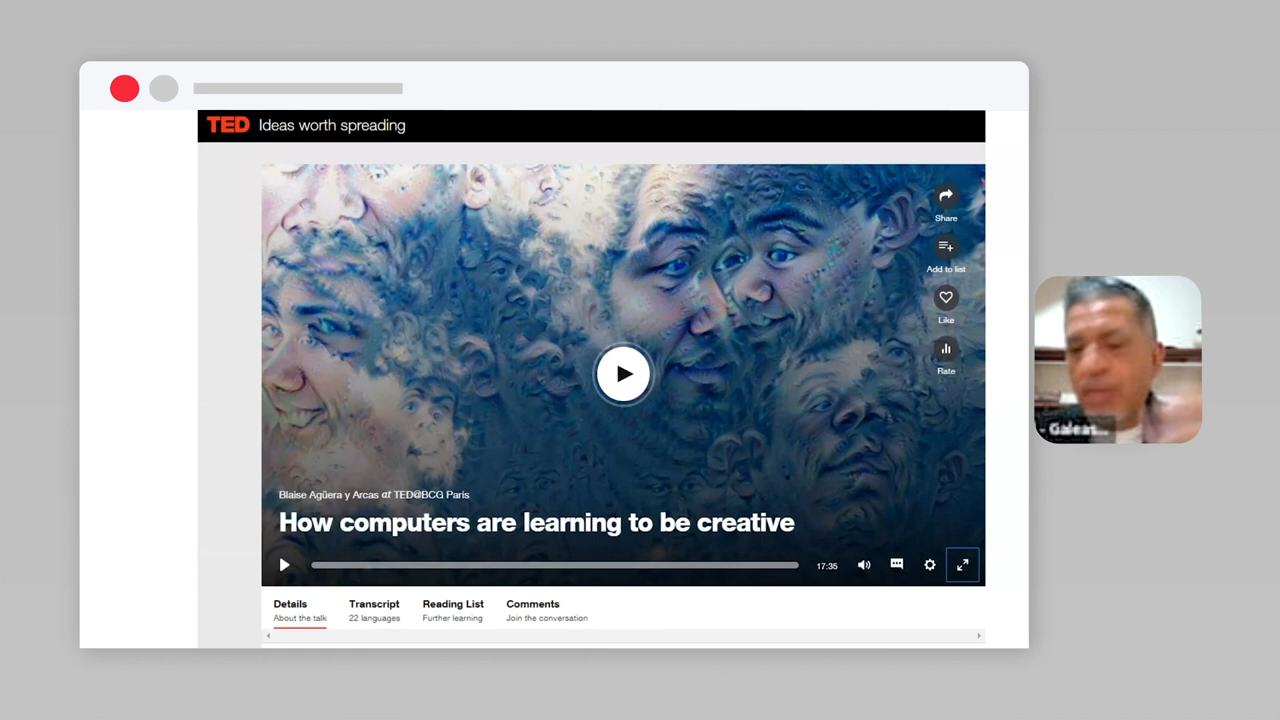 TED Ideas worth spreading
Share
Add to list
Like
Rate
Blaise Agüera y Arcas at TED@BCG Paris
How computers are learning to be creative
17:35
Details Transcript Reading List Comments
About the talk 22 languages Further learning Join the conversation
Galeas...